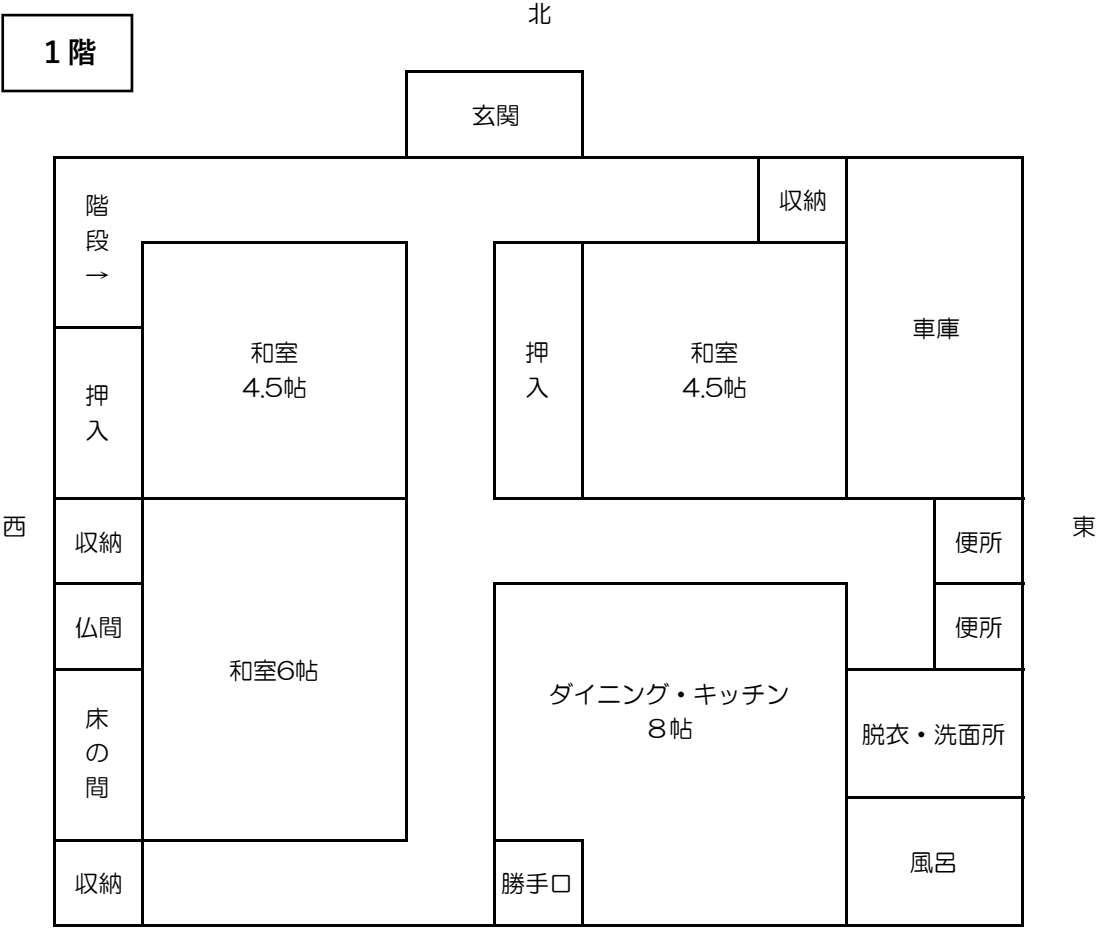 北
1階
玄関
階
段
→
収納
和室
4.5帖
押
入
和室
4.5帖
車庫
押
入
西
収納
便所
東
仏間
便所
和室6帖
ダイニング・キッチン
8帖
床
の
間
脱衣・洗面所
収納
勝手口
風呂